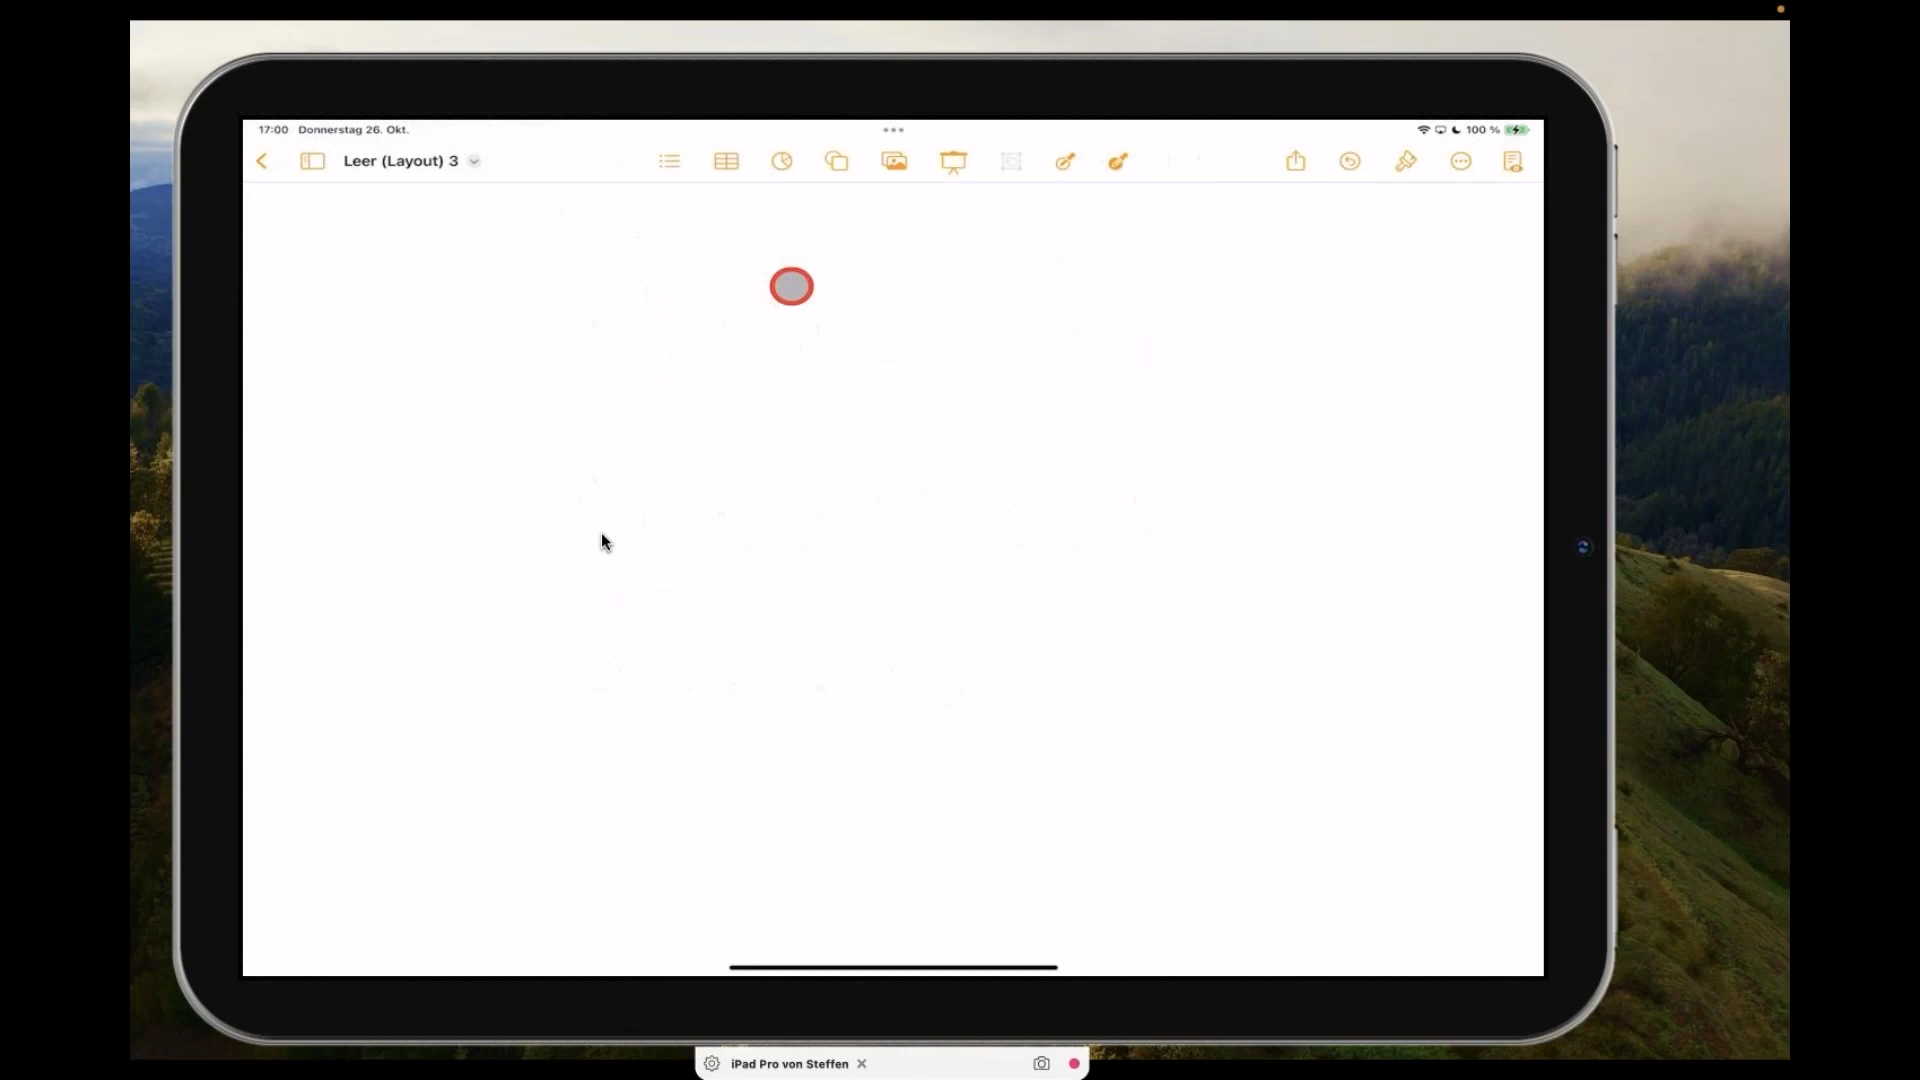 17:00 Donnerstag 26. Okt.
100 %
Leer (Layout) 3
iPad Pro von Steffen